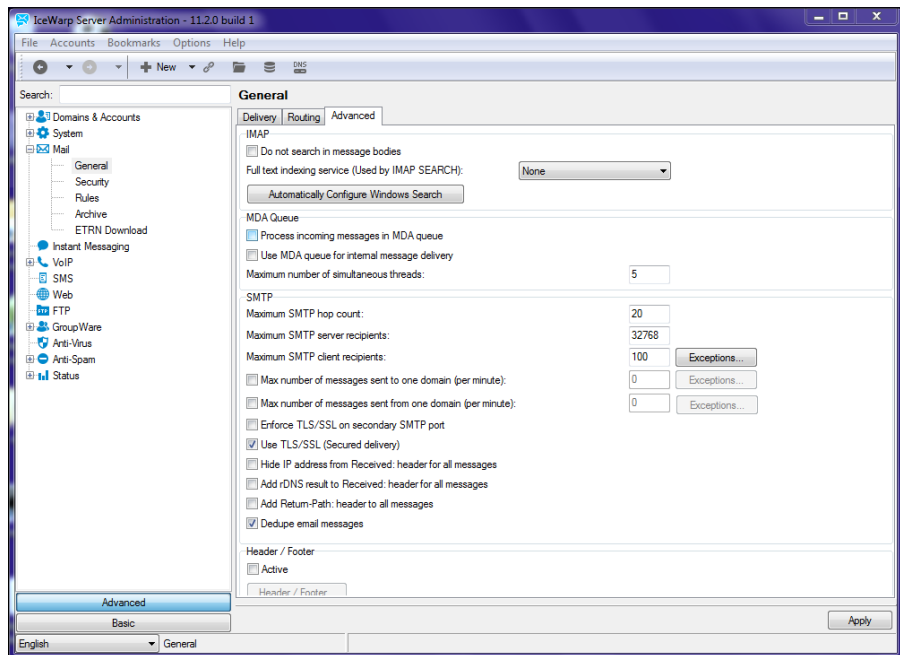 IceWarp Server Administration - 11.2.0 build 1
File Accounts Bookmarks Options Help
New DNS
Search:
Domains & Accounts
System
Mail
General
Security
Rules
Archive
ETRN Download
Instant Messaging
VoIP
SMS
Web
FTP
GroupWare
Anti-Virus
Anti-Spam
Status
Advanced
Basic
General
Delivery Routing Advanced
IMAP
Do not search in message bodies
Full text indexing service (Used by IMAP SEARCH): None
Automatically Configure Windows Search
MDA Queue
Process incoming messages in MDA queue
Use MDA queue for internal message delivery
Maximum number of simultaneous threads: 5
SMTP
Maximum SMTP hop count: 20
Maximum SMTP server recipients: 32768
Maximum SMTP client recipients: 100 Exceptions...
Max number of messages sent to one domain (per minute): 0 Exceptions...
Max number of messages sent from one domain (per minute): 0 Exceptions...
Enforce TLS/SSL on secondary SMTP port
Use TLS/SSL (Secured delivery)
Hide IP address from Received: header for all messages
Add rDNS result to Received: header for all messages
Add Return-Path: header to all messages
Dedupe email messages
Header / Footer
Active
Header / Footer
Apply
English General